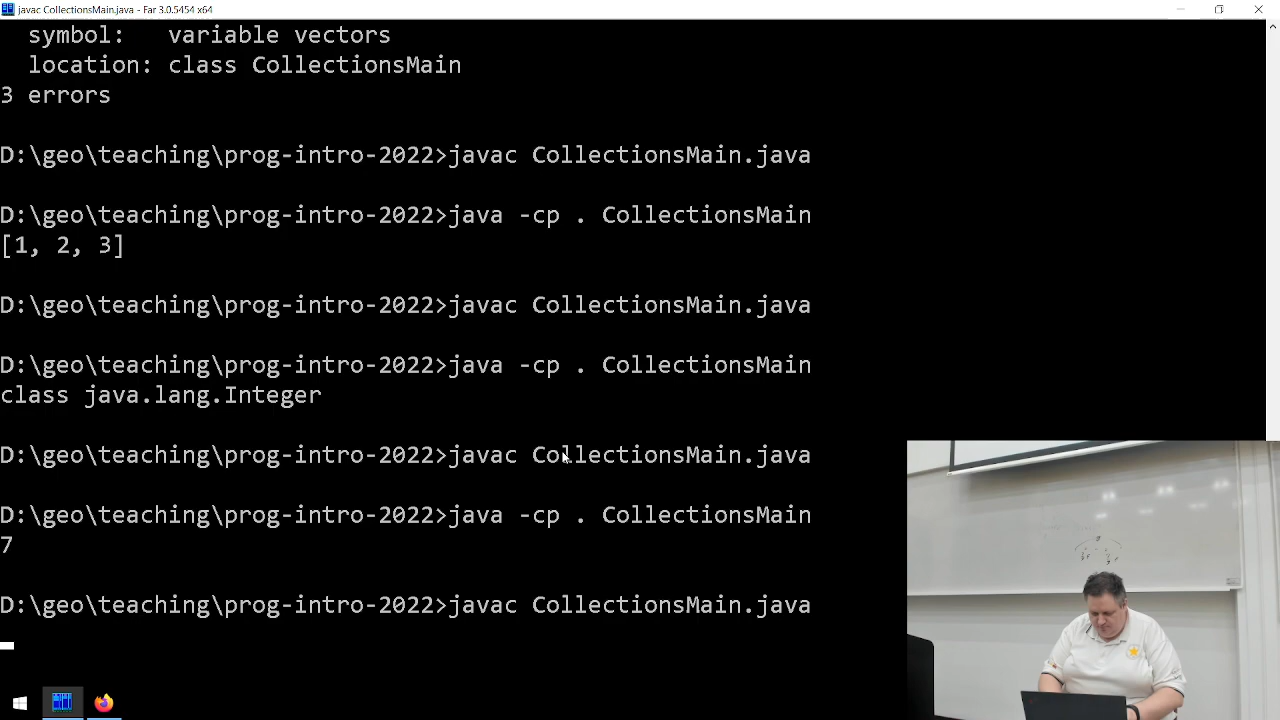 javac CollectionsMain.java - Far 3.0.5454 x64
symbol:   variable vectors
location: class CollectionsMain
3 errors
D:\geo\teaching\prog-intro-2022>javac CollectionsMain.java
D:\geo\teaching\prog-intro-2022>java -cp . CollectionsMain
[1, 2, 3]
D:\geo\teaching\prog-intro-2022>javac CollectionsMain.java
D:\geo\teaching\prog-intro-2022>java -cp . CollectionsMain
class java.lang.Integer
D:\geo\teaching\prog-intro-2022>javac CollectionsMain.java
D:\geo\teaching\prog-intro-2022>java -cp . CollectionsMain
7
D:\geo\teaching\prog-intro-2022>javac CollectionsMain.java